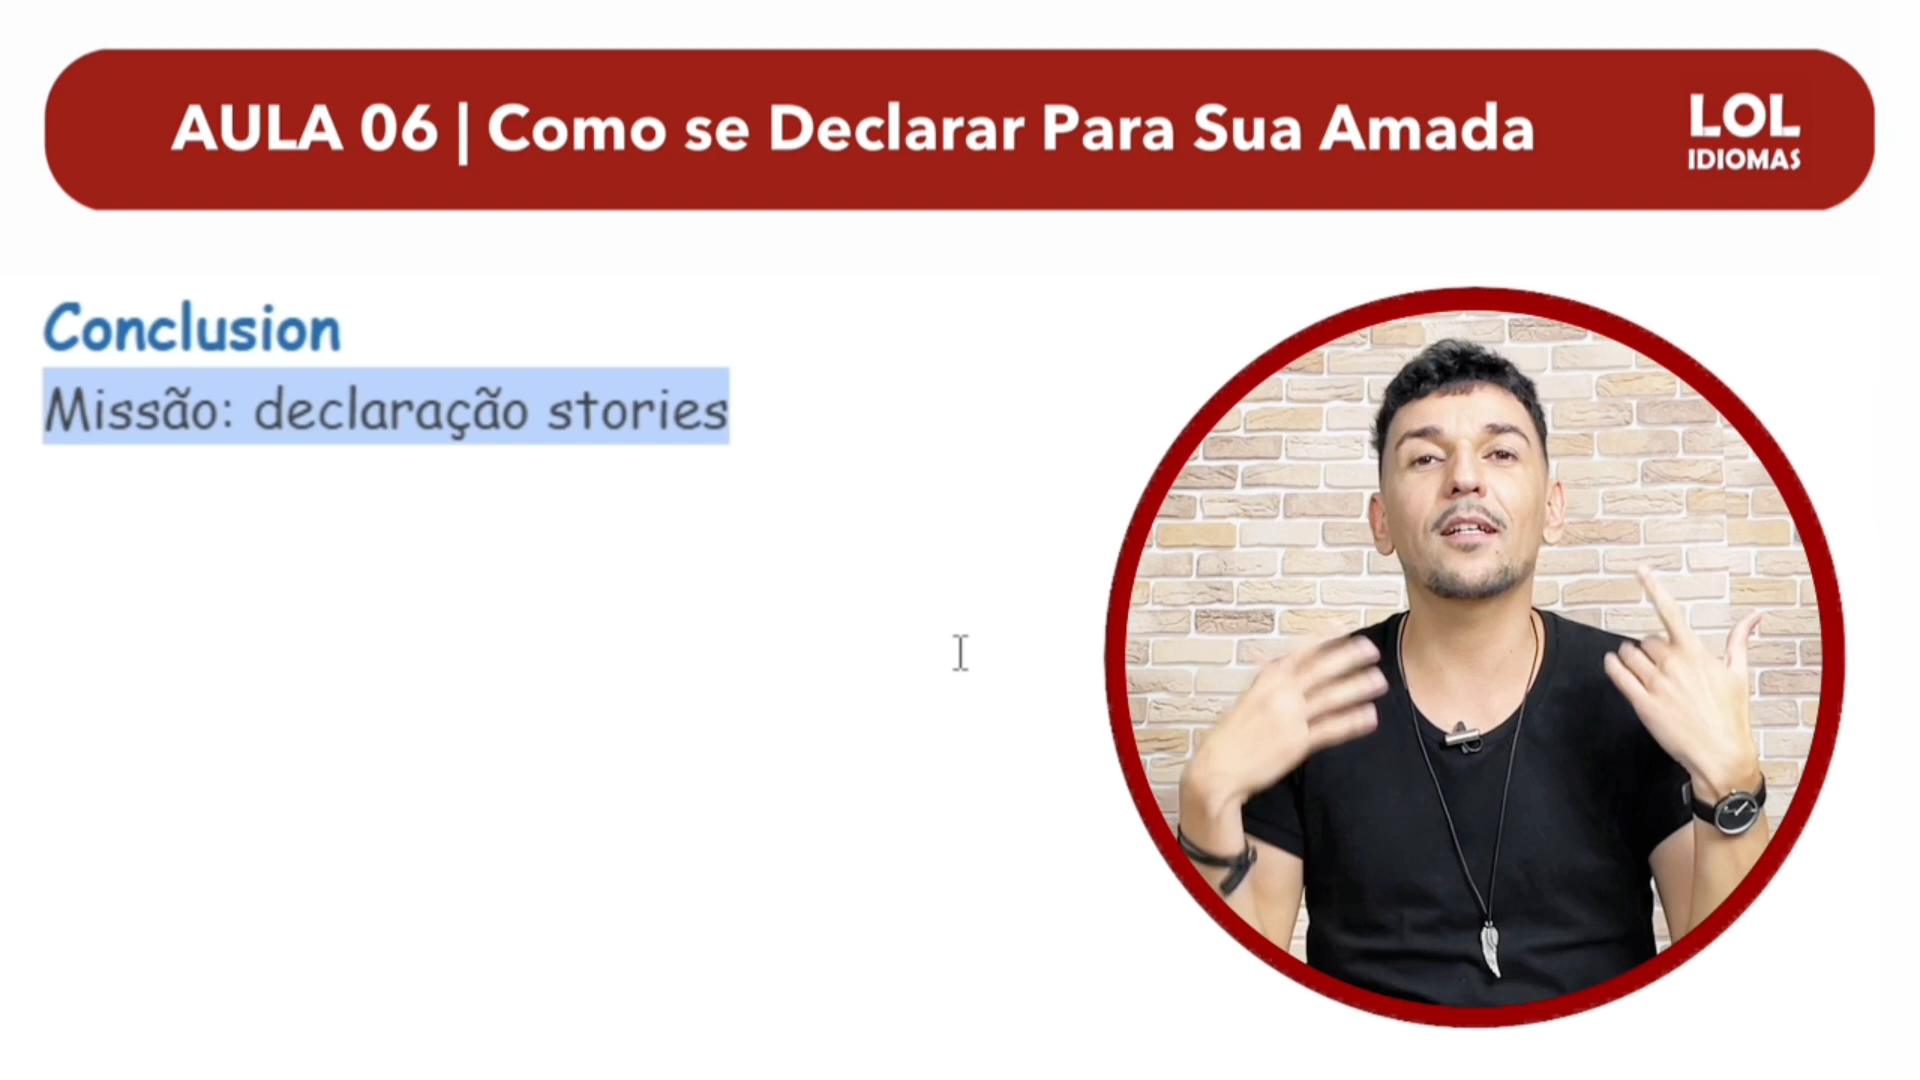 AULA 06 | Como se Declarar Para Sua Amada
LOL
IDIOMAS
Conclusion
Missão: declaração stories